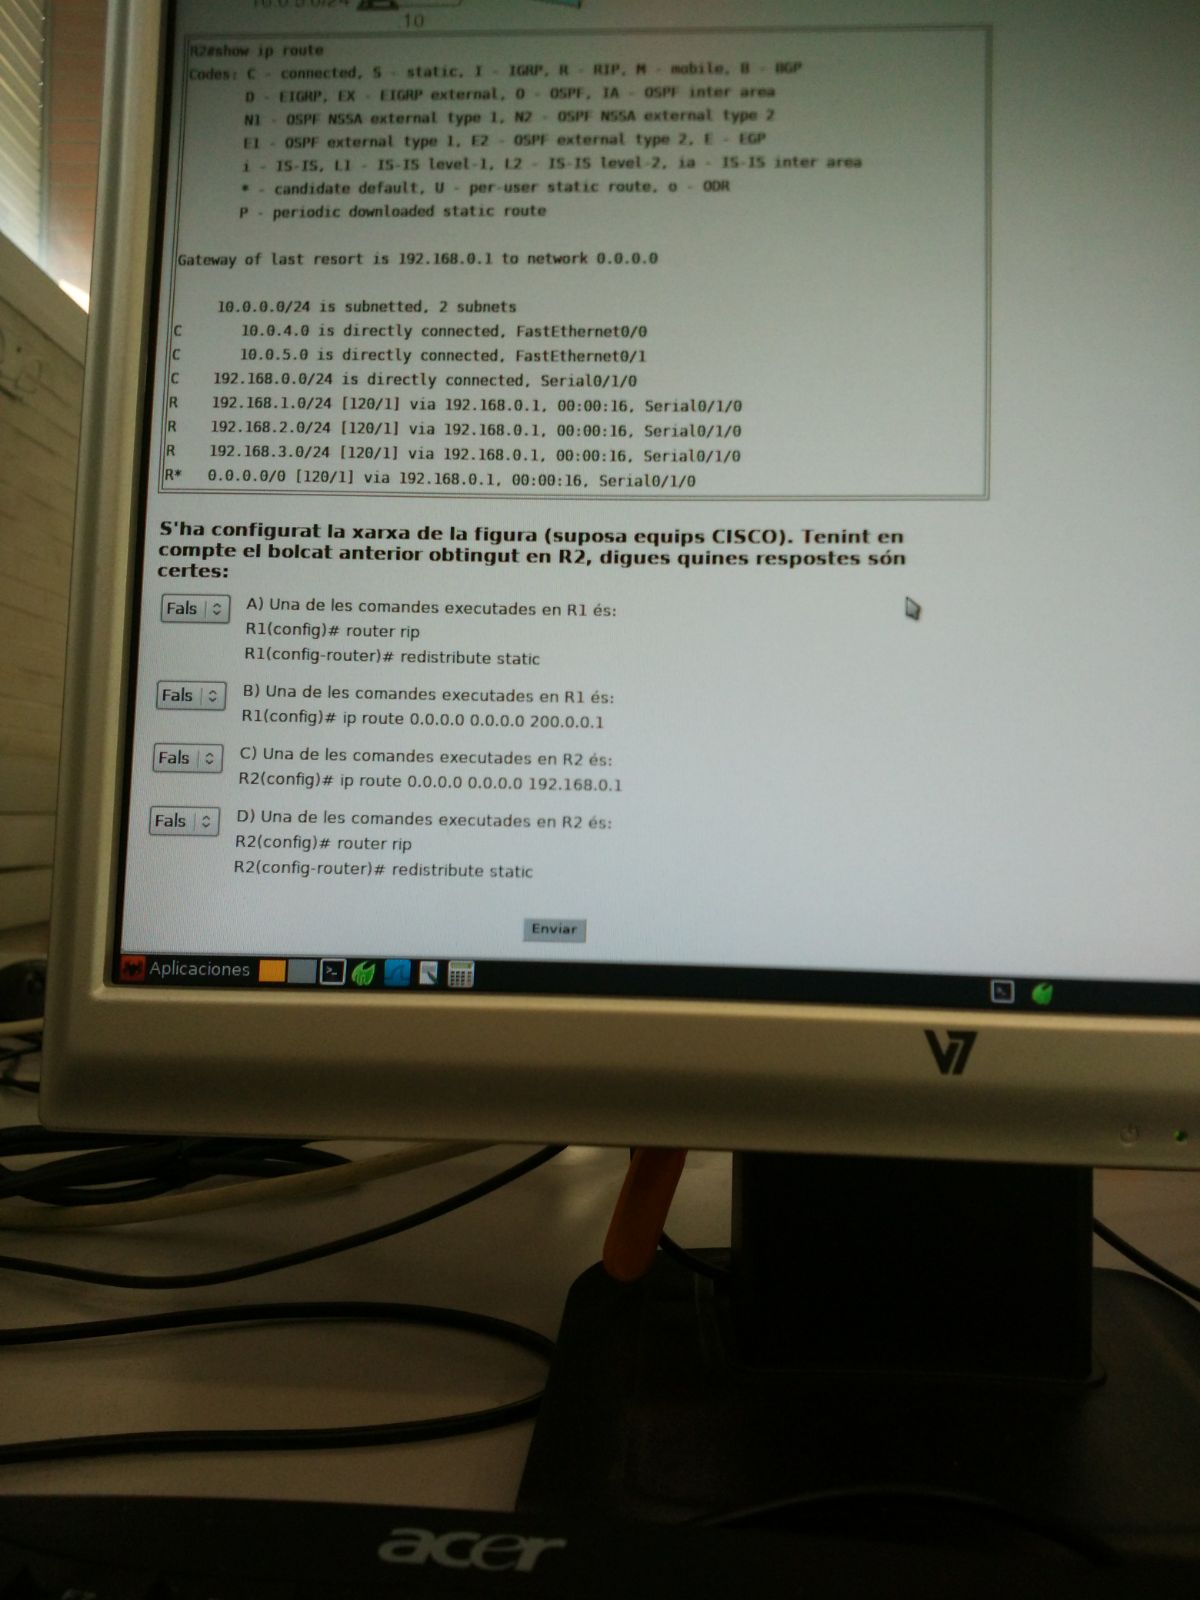 10.0.5.0/24
.10
R2#show ip route
Codes: C - connected, S - static, I - IGRP, R - RIP, M - mobile, B - BGP
D - EIGRP, EX - EIGRP external, O - OSPF, IA - OSPF inter area
N1 - OSPF NSSA external type 1, N2 - OSPF NSSA external type 2
E1 - OSPF external type 1, E2 - OSPF external type 2, E - EGP
i - IS-IS, L1 - IS-IS level-1, L2 - IS-IS level-2, ia - IS-IS inter area
* - candidate default, U - per-user static route, o - ODR
P - periodic downloaded static route
Gateway of last resort is 192.168.0.1 to network 0.0.0.0
10.0.0.0/24 is subnetted, 2 subnets
C 10.0.4.0 is directly connected, FastEthernet0/0
C 10.0.5.0 is directly connected, FastEthernet0/1
C 192.168.0.0/24 is directly connected, Serial0/1/0
R 192.168.1.0/24 [120/1] via 192.168.0.1, 00:00:16, Serial0/1/0
R 192.168.2.0/24 [120/1] via 192.168.0.1, 00:00:16, Serial0/1/0
R 192.168.3.0/24 [120/1] via 192.168.0.1, 00:00:16, Serial0/1/0
R* 0.0.0.0/0 [120/1] via 192.168.0.1, 00:00:16, Serial0/1/0
S'ha configurat la xarxa de la figura (suposa equips CISCO). Tenint en
compte el bolcat anterior obtingut en R2, digues quines respostes són
certes:
Fals A) Una de les comandes executades en R1 és:
R1(config)# router rip
R1(config-router)# redistribute static
Fals B) Una de les comandes executades en R1 és:
R1(config)# ip route 0.0.0.0 0.0.0.0 200.0.0.1
Fals C) Una de les comandes executades en R2 és:
R2(config)# ip route 0.0.0.0 0.0.0.0 192.168.0.1
Fals D) Una de les comandes executades en R2 és:
R2(config)# router rip
R2(config-router)# redistribute static
Enviar
Aplicaciones
V7
acer